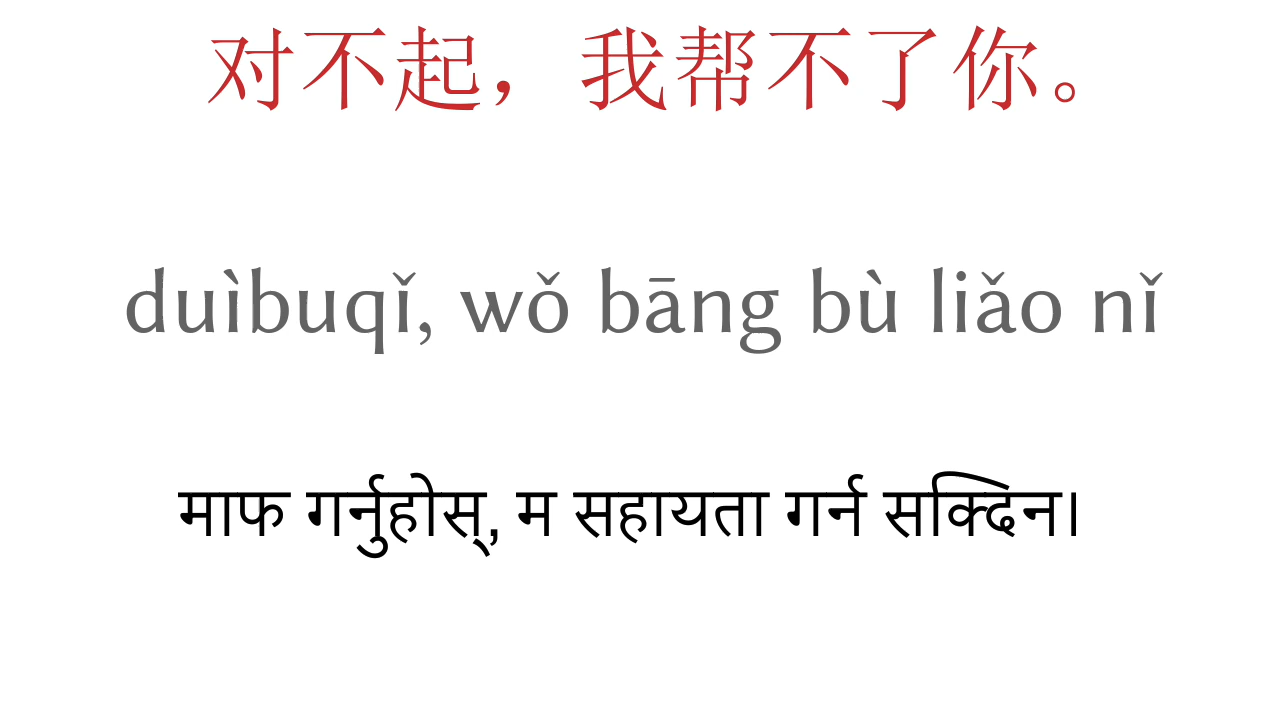 对不起，我帮不了你。
duìbuqǐ, wǒ bāng bù liǎo nǐ
माफ गर्नुहोस्, म सहायता गर्न सक्दिन।